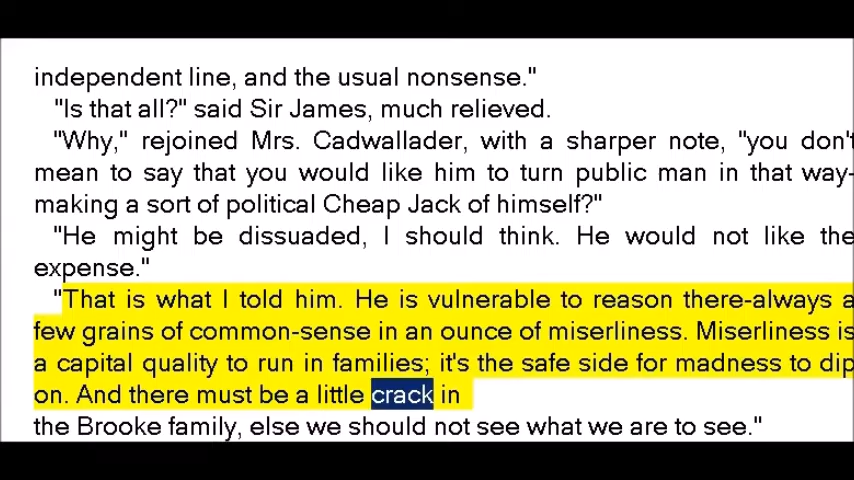 independent line, and the usual nonsense."
"Is that all?" said Sir James, much relieved.
"Why," rejoined Mrs. Cadwallader, with a sharper note, "you don't
mean to say that you would like him to turn public man in that way-
making a sort of political Cheap Jack of himself?"
"He might be dissuaded, I should think. He would not like the
expense."
"That is what I told him. He is vulnerable to reason there-always a
few grains of common-sense in an ounce of miserliness. Miserliness is
a capital quality to run in families; it's the safe side for madness to dip
on. And there must be a little crack in
the Brooke family, else we should not see what we are to see."